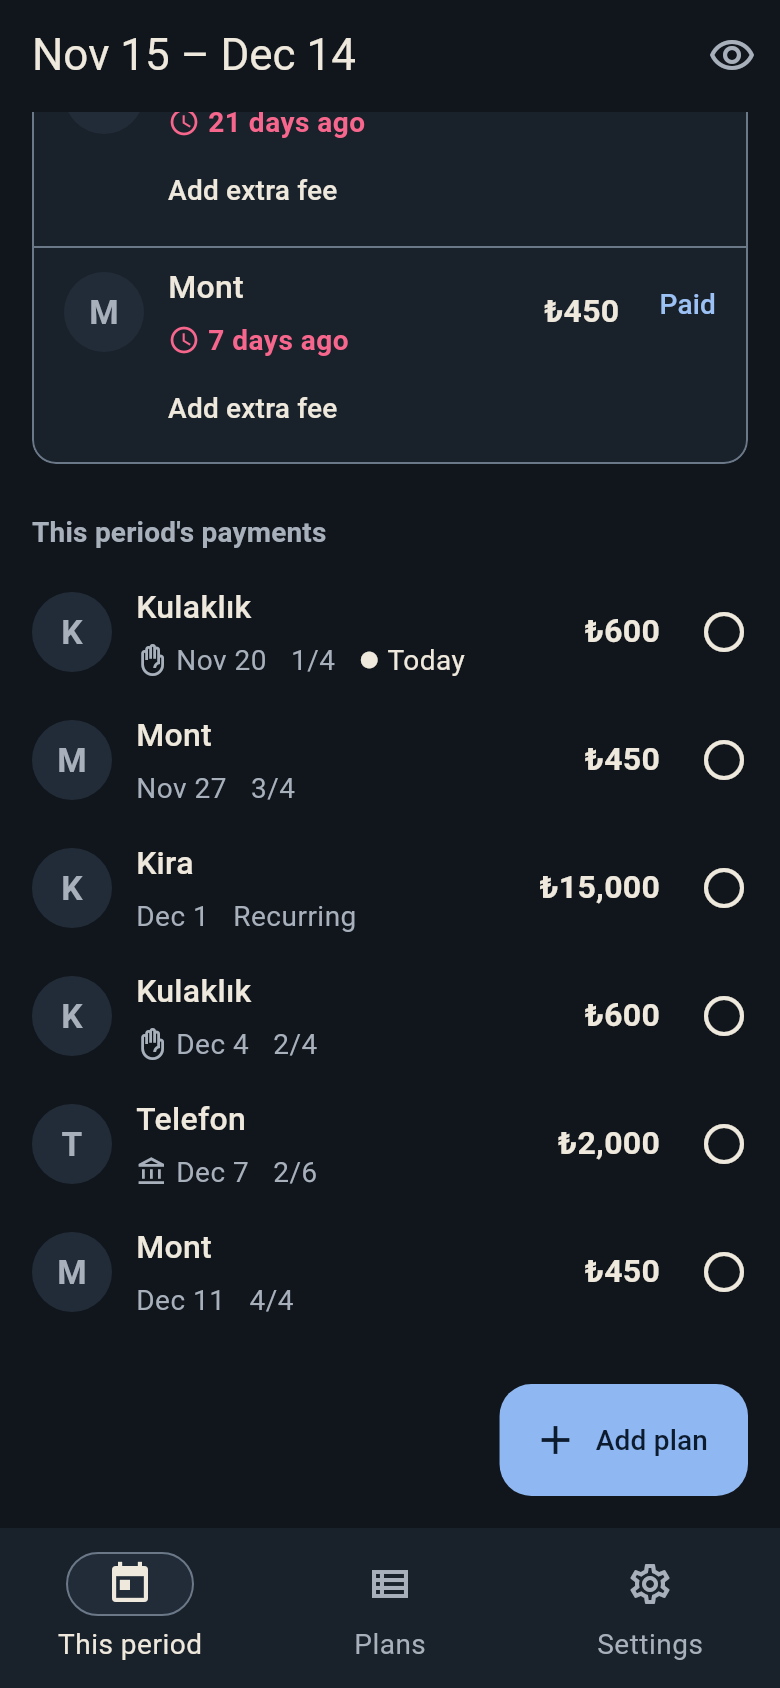 Nov 15 – Dec 14
21 days ago
Add extra fee
M
Mont
₺450
Paid
7 days ago
Add extra fee
This period's payments
K
Kulaklık
₺600
Nov 20 1/4 Today
M
Mont
₺450
Nov 27 3/4
K
Kira
₺15,000
Dec 1 Recurring
K
Kulaklık
₺600
Dec 4 2/4
T
Telefon
₺2,000
Dec 7 2/6
M
Mont
₺450
Dec 11 4/4
Add plan
This period
Plans
Settings